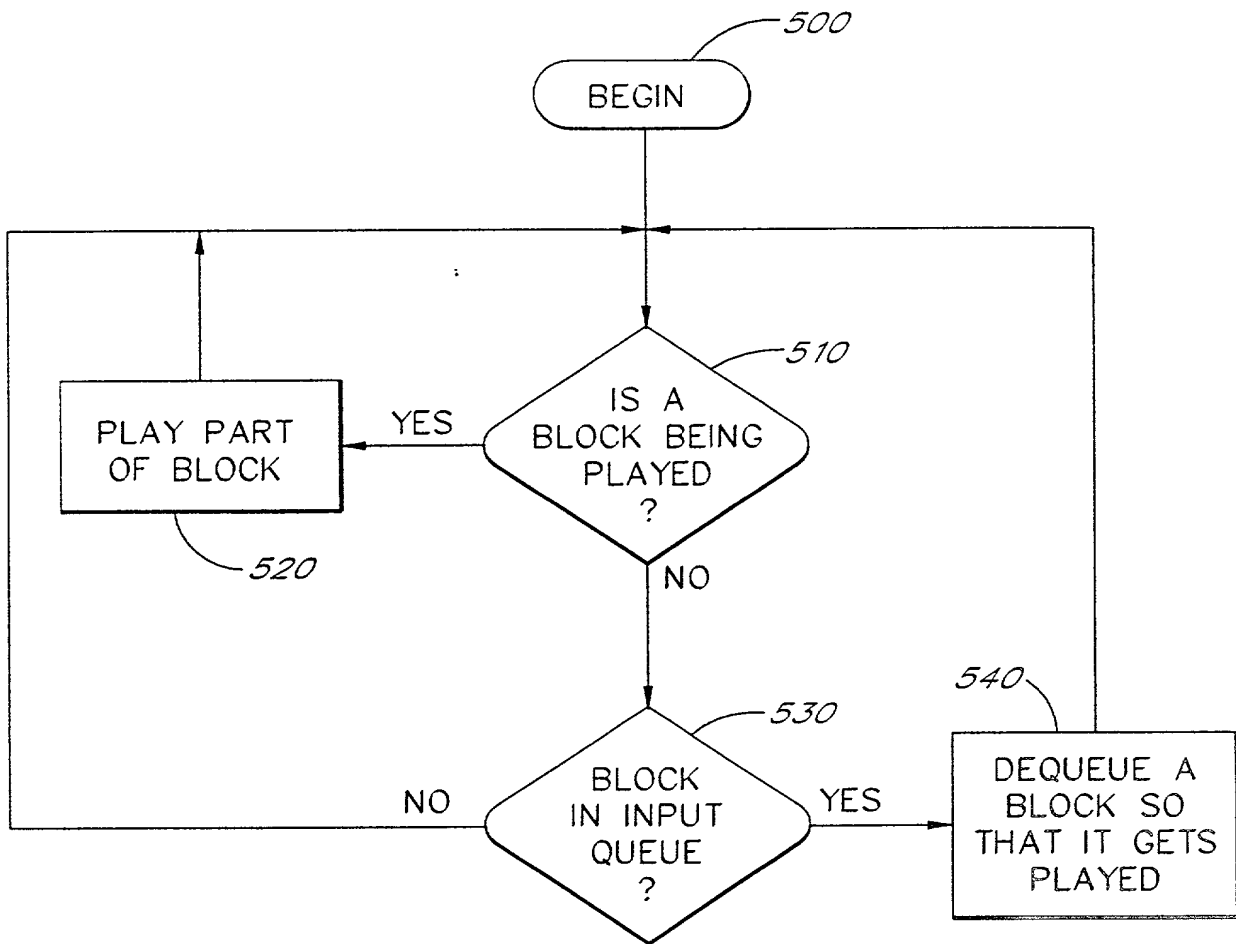 500
BEGIN
510
IS A
BLOCK BEING
PLAYED
?
YES
PLAY PART
OF BLOCK
520
NO
530
540
BLOCK
IN INPUT
QUEUE
?
NO
YES
DEQUEUE A
BLOCK SO
THAT IT GETS
PLAYED